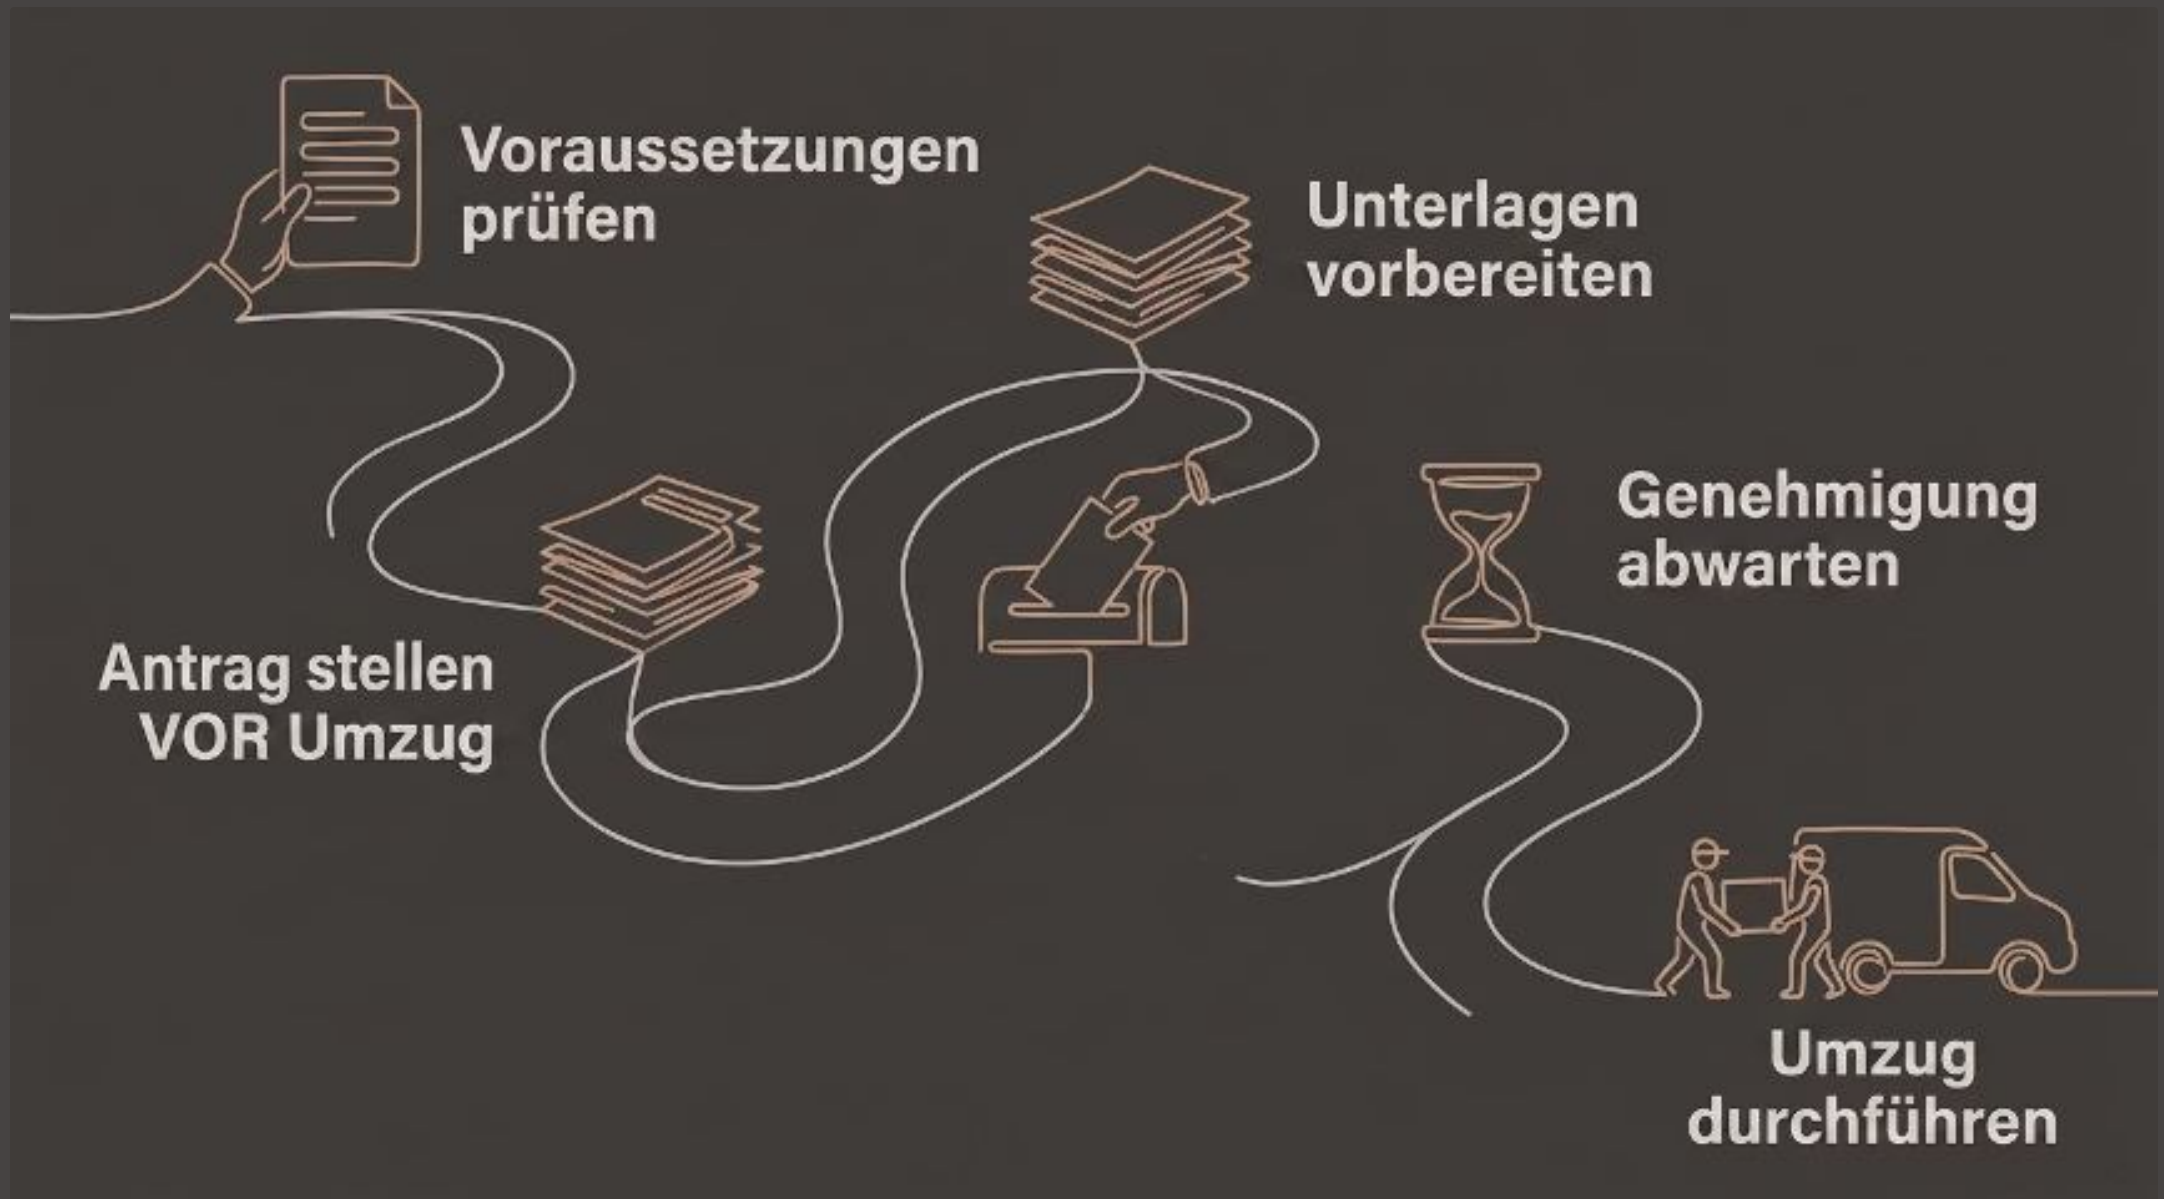 Voraussetzungen
prüfen
Unterlagen
vorbereiten
Antrag stellen
VOR Umzug
Genehmigung
abwarten
Umzug
durchführen